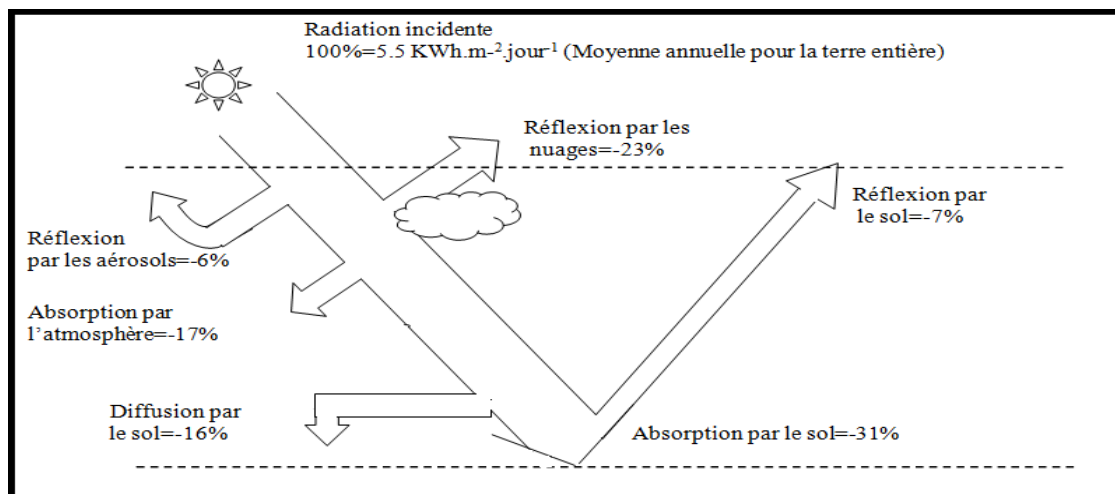 Radiation incidente
100%=5.5 KWh.m-².jour-¹ (Moyenne annuelle pour la terre entière)
Réflexion par les
nuages=-23%
Réflexion par
le sol=-7%
Réflexion
par les aérosols=-6%
Absorption par
l’atmosphère=-17%
Diffusion par
le sol=-16%
Absorption par le sol=-31%